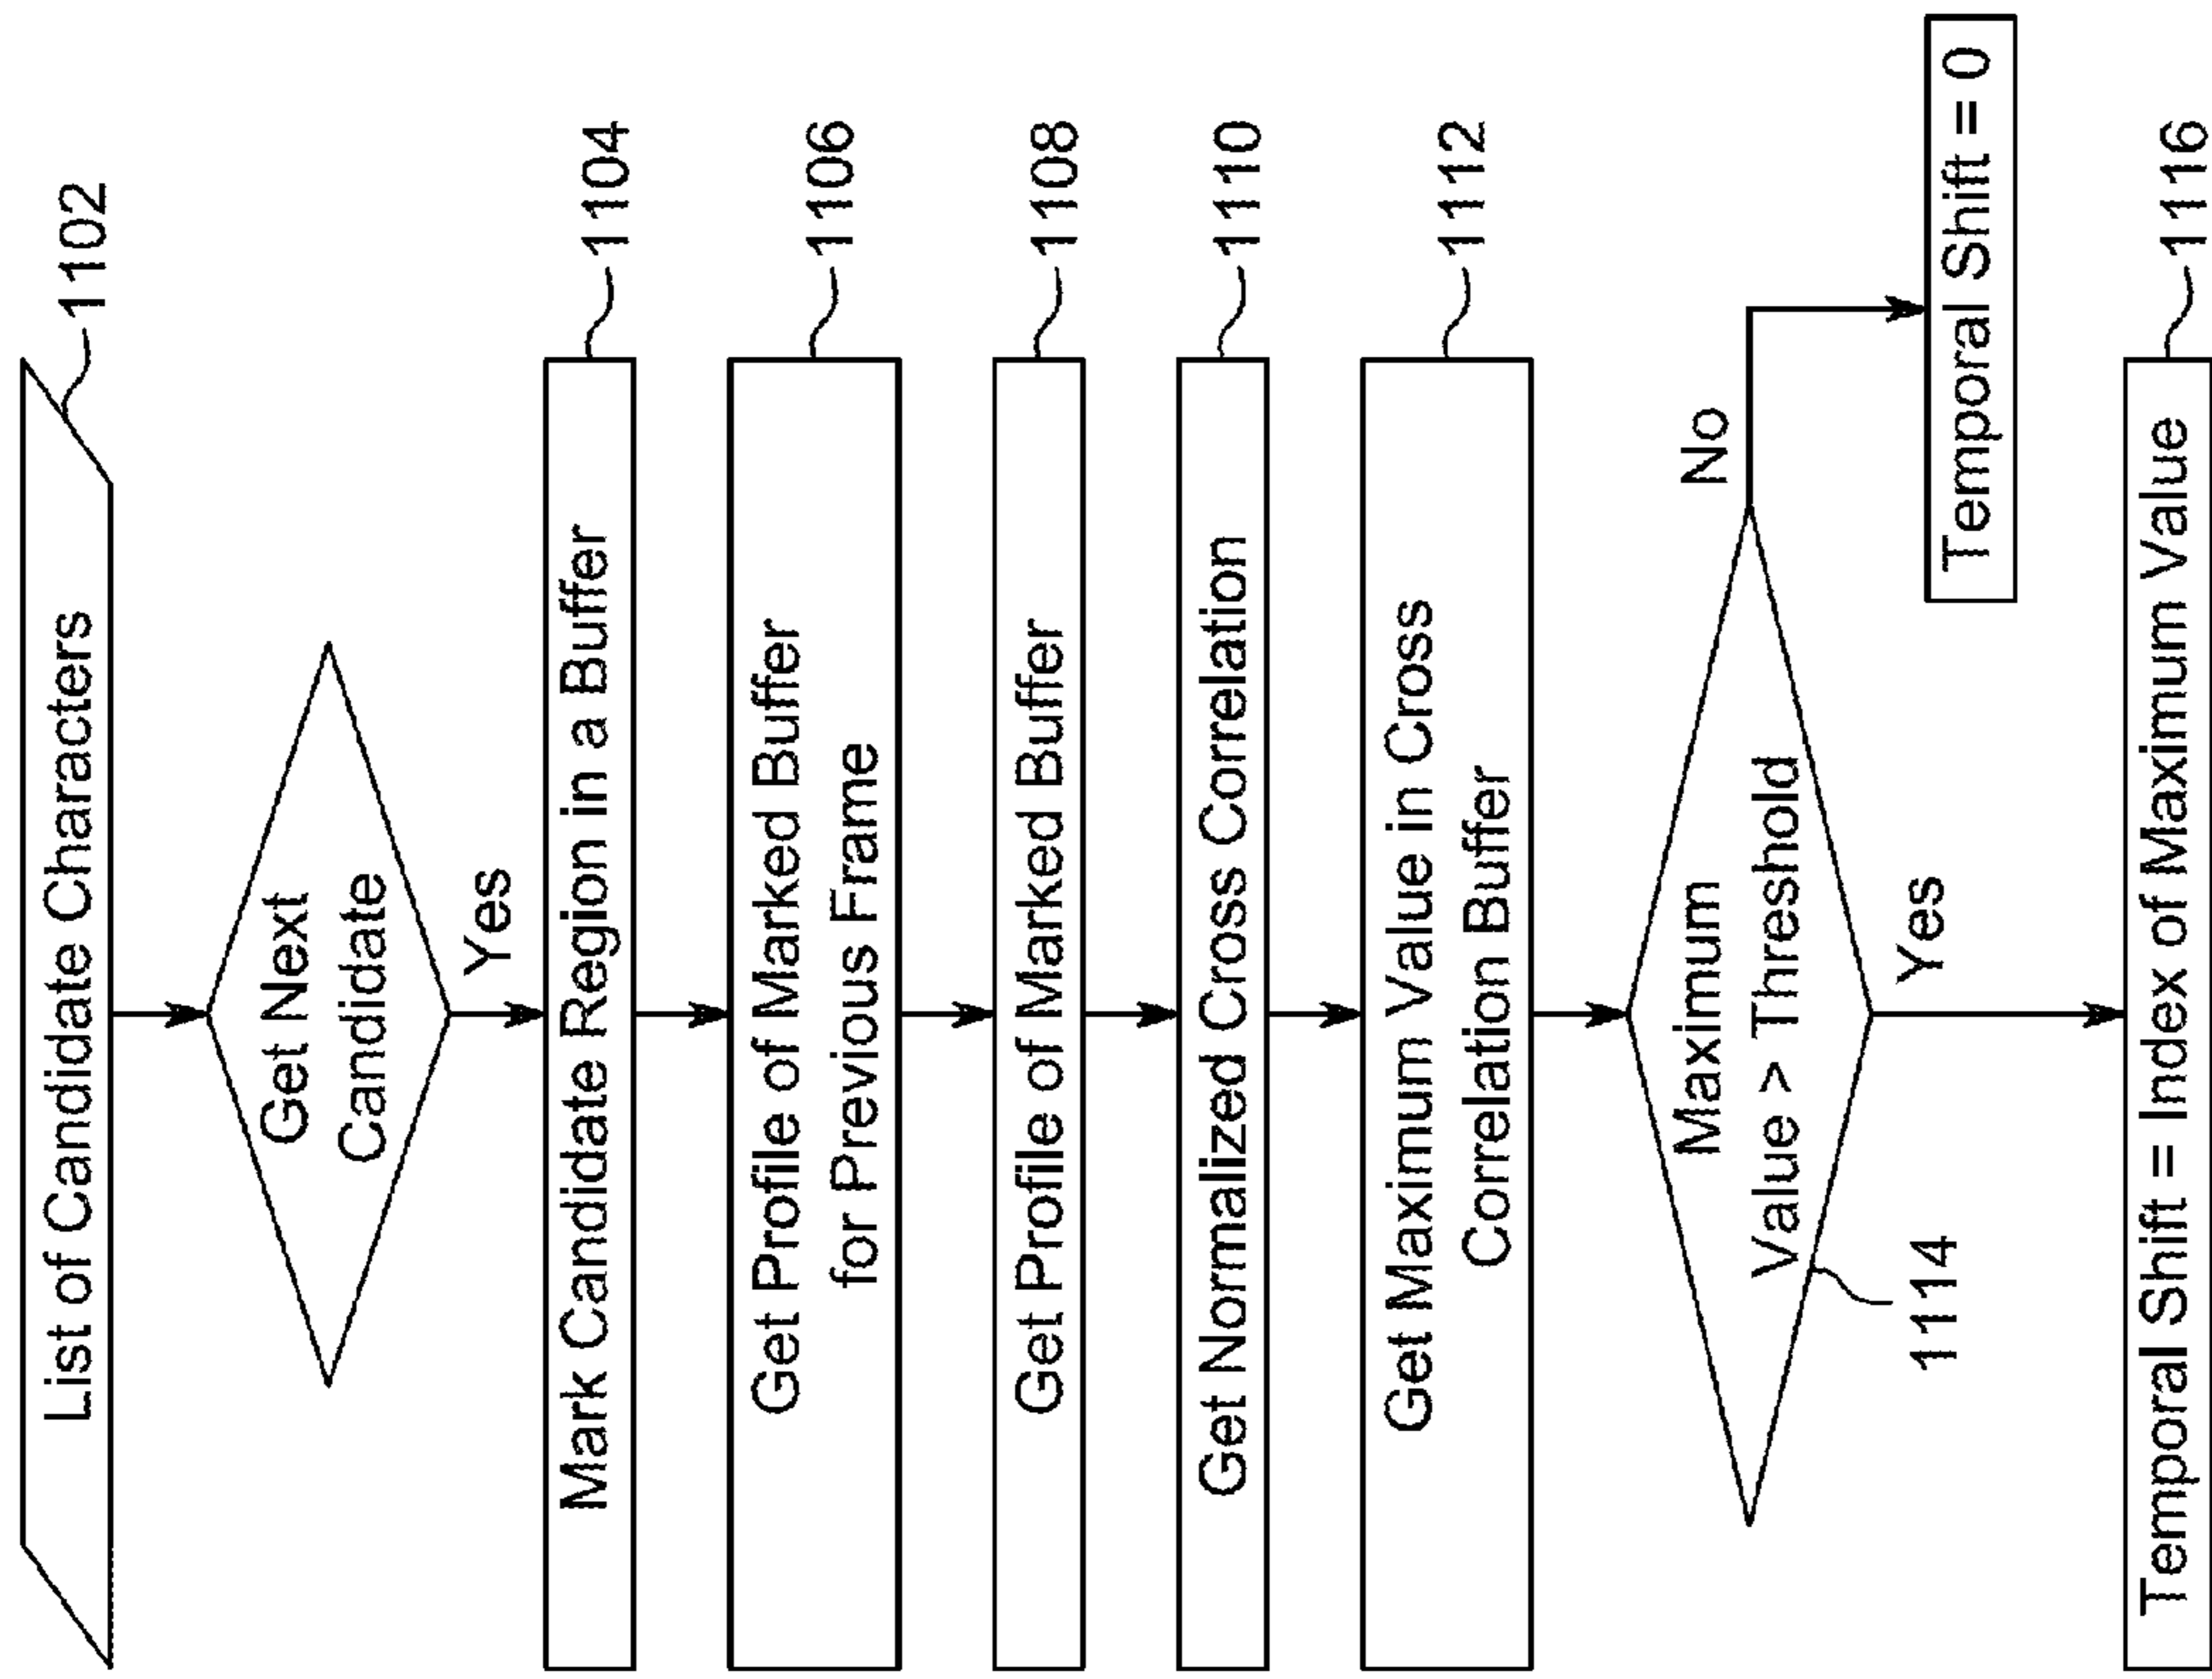 List of Candidate Characters
1102
Get Next
Candidate
Yes
Mark Candidate Region in a Buffer
1104
Get Profile of Marked Buffer
for Previous Frame
1106
Get Profile of Marked Buffer
1108
Get Normalized Cross Correlation
1110
Get Maximum Value in Cross
Correlation Buffer
1112
Maximum
Value > Threshold
1114
No
Yes
Temporal Shift = 0
Temporal Shift = Index of Maximum Value
1116